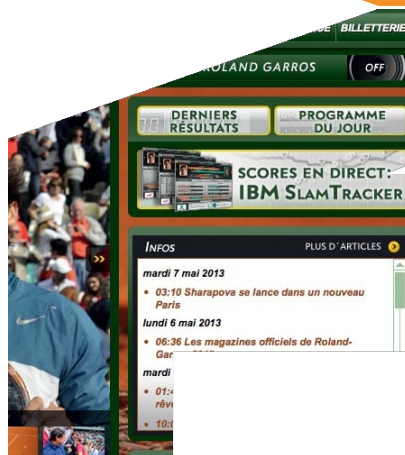 BILLETTERIE
ROLAND GARROS
OFF
DERNIERS
RÉSULTATS
PROGRAMME
DU JOUR
SCORES EN DIRECT:
IBM SLAMTRACKER
INFOS
PLUS D'ARTICLES
mardi 7 mai 2013
03:10 Sharapova se lance dans un nouveau
Paris
lundi 6 mai 2013
06:36 Les magazines officiels de Roland-
mardi